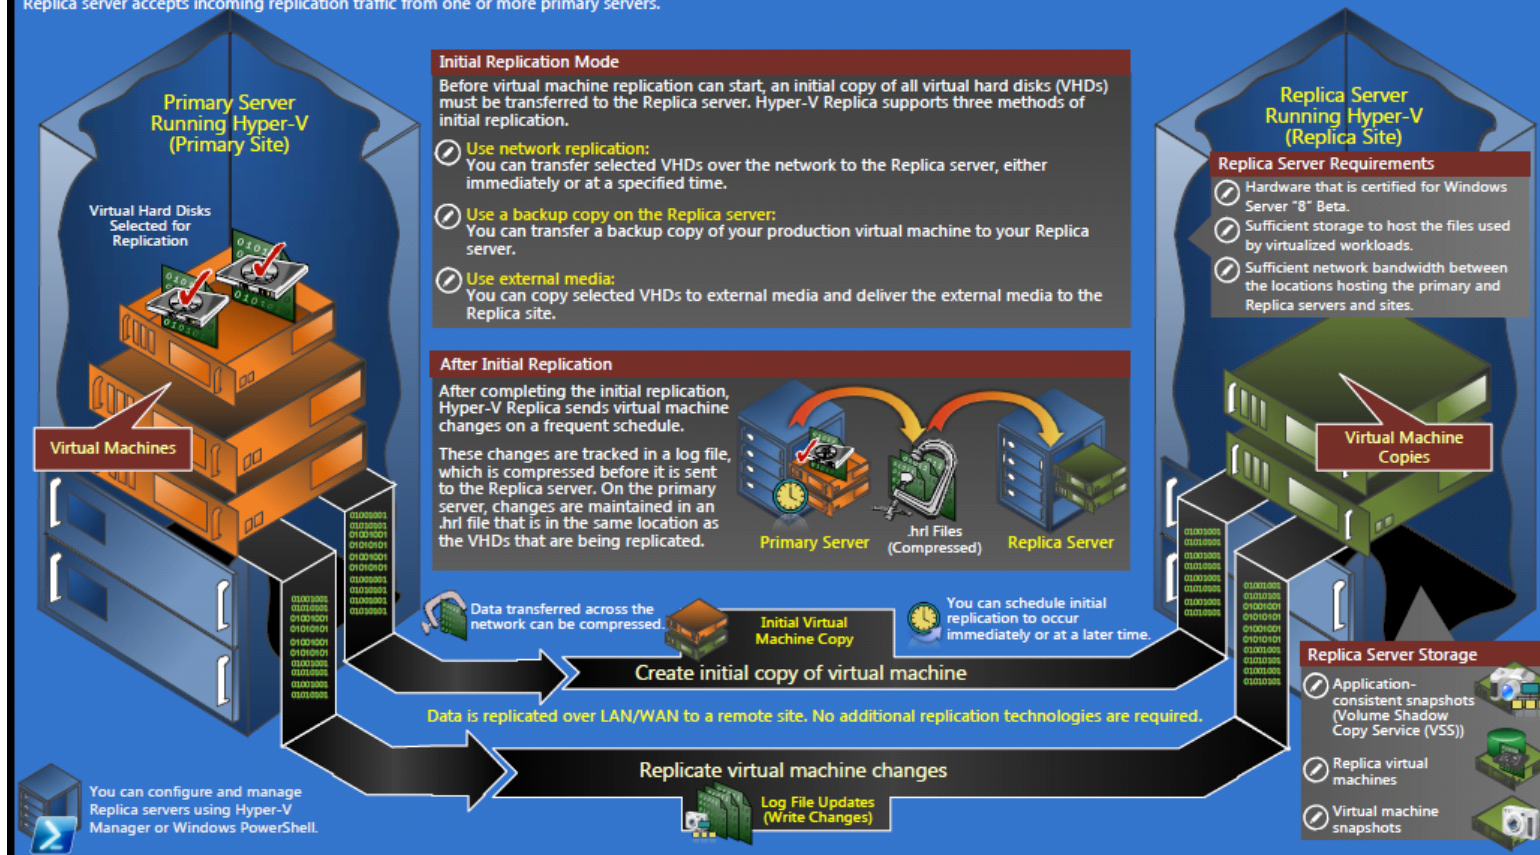 Replica server accepts incoming replication traffic from one or more primary servers.
Primary Server
Running Hyper-V
(Primary Site)
Virtual Hard Disks
Selected for
Replication
Virtual Machines
Initial Replication Mode
Before virtual machine replication can start, an initial copy of all virtual hard disks (VHDs)
must be transferred to the Replica server. Hyper-V Replica supports three methods of
initial replication.
Use network replication:
You can transfer selected VHDs over the network to the Replica server, either
immediately or at a specified time.
Use a backup copy on the Replica server:
You can transfer a backup copy of your production virtual machine to your Replica
server.
Use external media:
You can copy selected VHDs to external media and deliver the external media to the
Replica site.
After Initial Replication
After completing the initial replication,
Hyper-V Replica sends virtual machine
changes on a frequent schedule.
These changes are tracked in a log file,
which is compressed before it is sent
to the Replica server. On the primary
server, changes are maintained in an
.hrl file that is in the same location as
the VHDs that are being replicated.
Primary Server
.hrl Files
(Compressed)
Replica Server
Replica Server
Running Hyper-V
(Replica Site)
Replica Server Requirements
Hardware that is certified for Windows
Server "8" Beta.
Sufficient storage to host the files used
by virtualized workloads.
Sufficient network bandwidth between
the locations hosting the primary and
Replica servers and sites.
Virtual Machine
Copies
Data transferred across the
network can be compressed.
Initial Virtual
Machine Copy
You can schedule initial
replication to occur
immediately or at a later time.
Create initial copy of virtual machine
Data is replicated over LAN/WAN to a remote site. No additional replication technologies are required.
Replicate virtual machine changes
Log File Updates
(Write Changes)
You can configure and manage
Replica servers using Hyper-V
Manager or Windows PowerShell.
Replica Server Storage
Application-
consistent snapshots
(Volume Shadow
Copy Service (VSS))
Replica virtual
machines
Virtual machine
snapshots